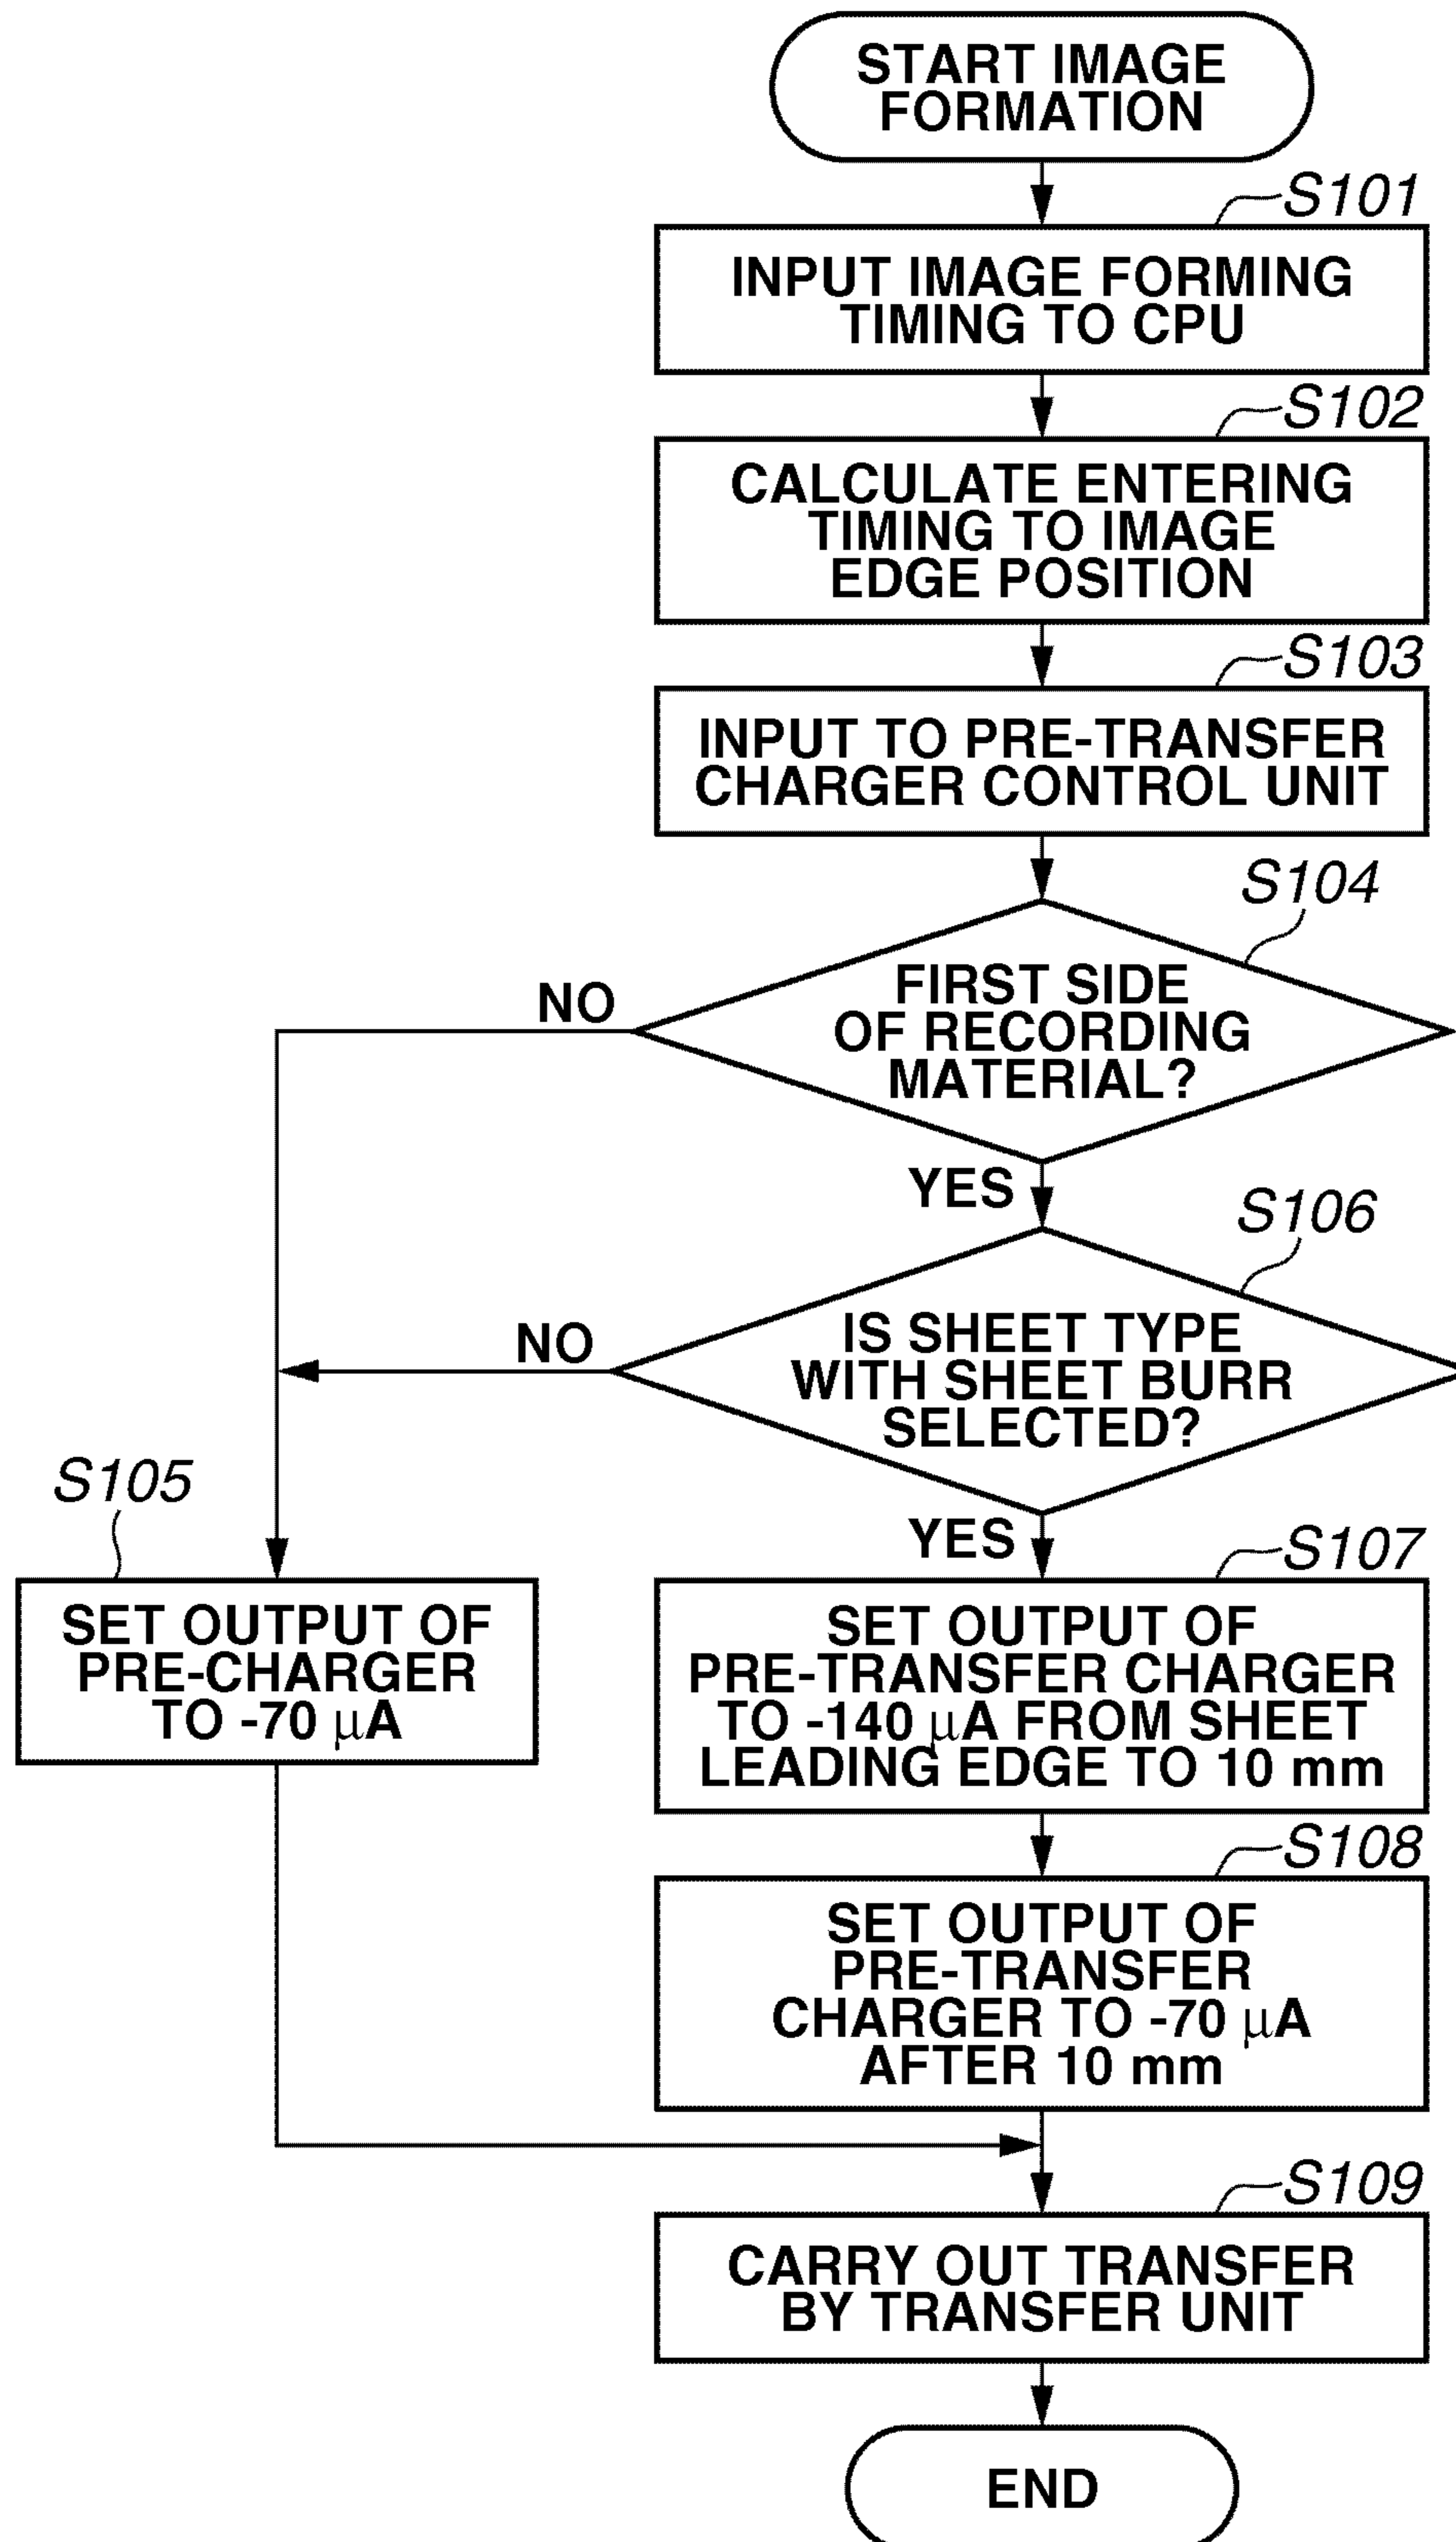 START IMAGE
FORMATION
S101
INPUT IMAGE FORMING
TIMING TO CPU
S102
CALCULATE ENTERING
TIMING TO IMAGE
EDGE POSITION
S103
INPUT TO PRE-TRANSFER
CHARGER CONTROL UNIT
S104
FIRST SIDE
OF RECORDING
MATERIAL?
NO
YES
S106
IS SHEET TYPE
WITH SHEET BURR
SELECTED?
NO
YES
S105
SET OUTPUT OF
PRE-CHARGER
TO -70 μA
S107
SET OUTPUT OF
PRE-TRANSFER CHARGER
TO -140 μA FROM SHEET
LEADING EDGE TO 10 mm
S108
SET OUTPUT OF
PRE-TRANSFER
CHARGER TO -70 μA
AFTER 10 mm
S109
CARRY OUT TRANSFER
BY TRANSFER UNIT
END